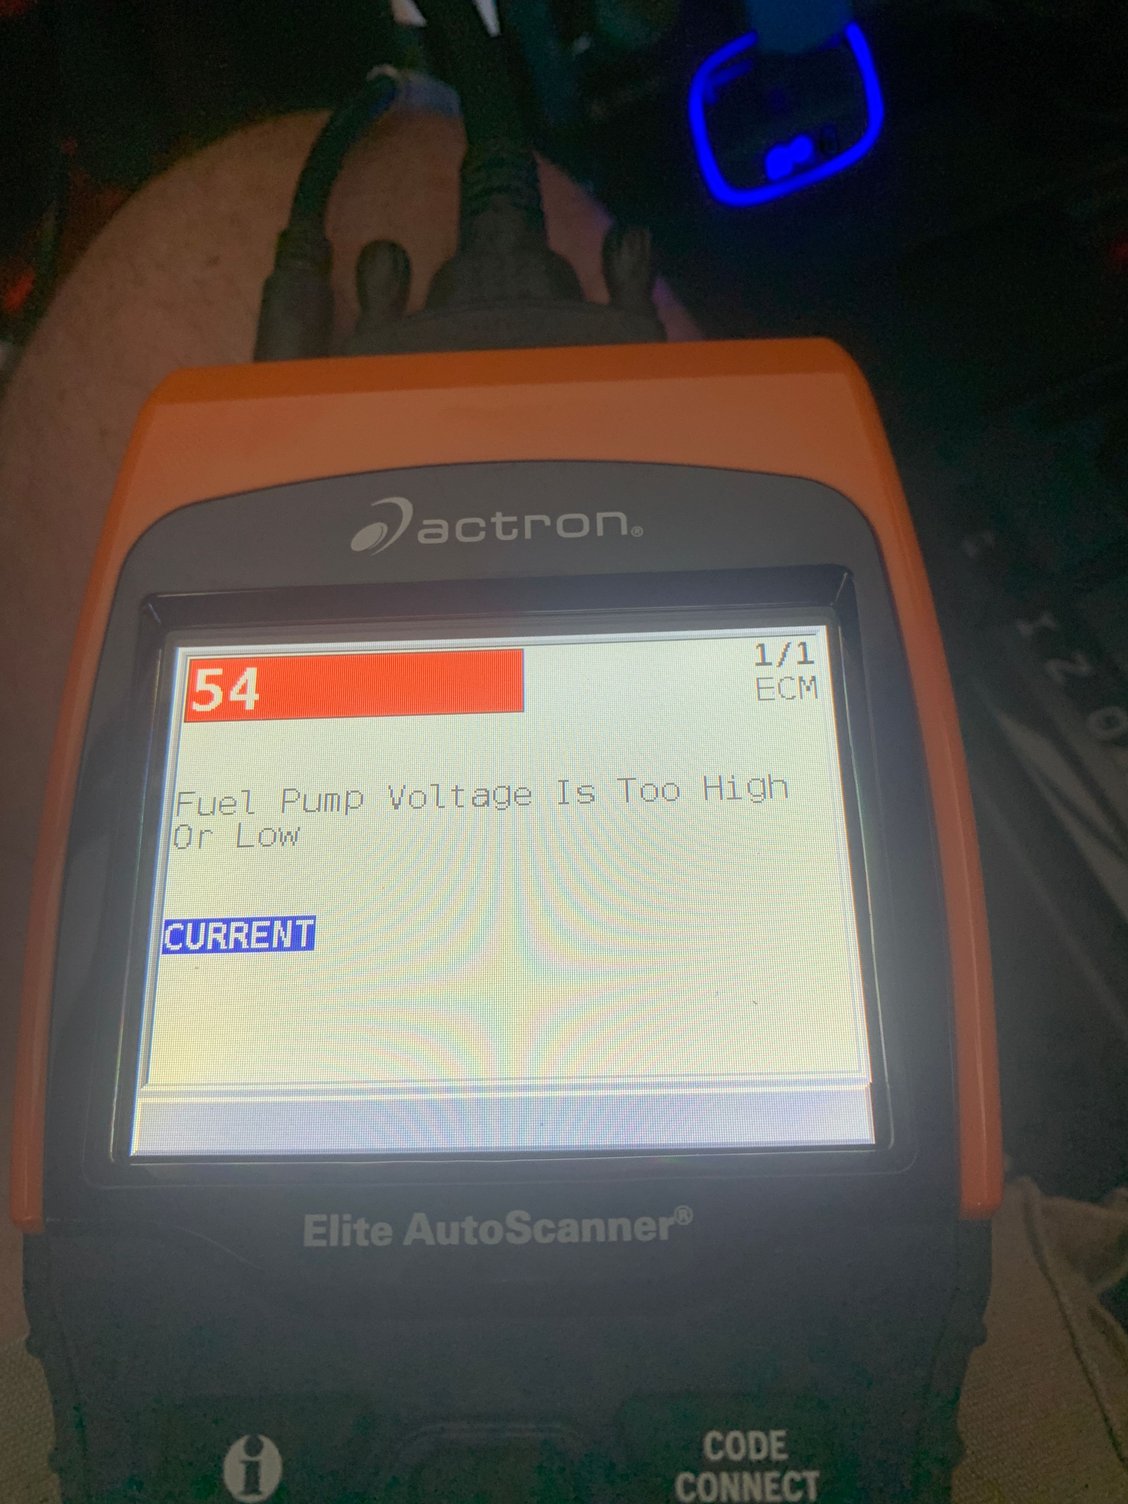 actron®
54
1/1
ECM
Fuel Pump Voltage Is Too High
Or Low
CURRENT
Elite AutoScanner®
i
CODE
CONNECT